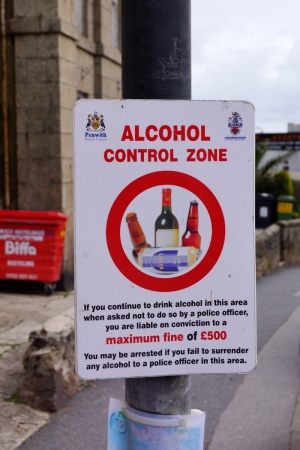 Penwith
ALCOHOL
CONTROL ZONE
If you continue to drink alcohol in this area
when asked not to do so by a police officer,
you are liable on conviction to a
maximum fine of £500
You may be arrested if you fail to surrender
any alcohol to a police officer in this area.
Biffa
RECYCLING